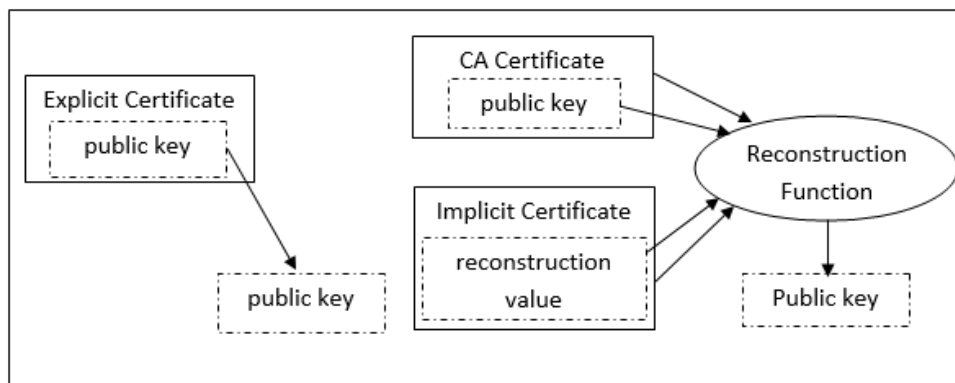 Explicit Certificate
public key
public key
CA Certificate
public key
Implicit Certificate
reconstruction
value
Reconstruction
Function
Public key